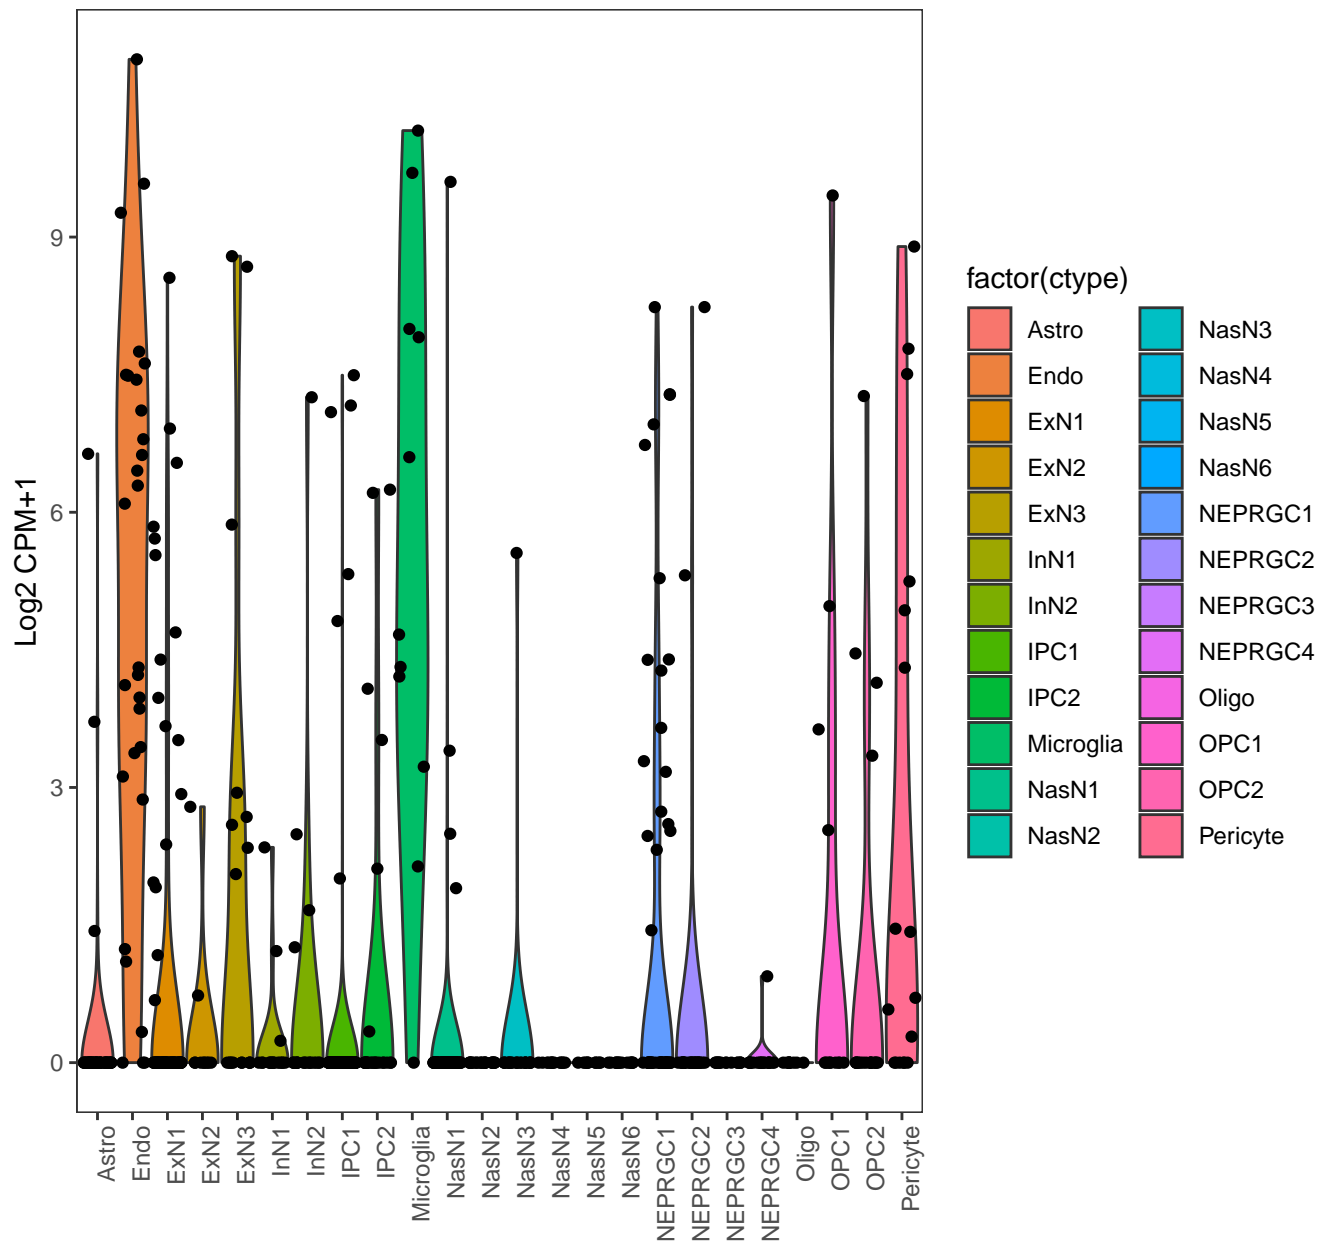 Log2 CPM+1
9
6
3
0
Astro
Endo
ExN1
ExN2
ExN3
InN1
InN2
IPC1
IPC2
Microglia
NasN1
NasN2
NasN3
NasN4
NasN5
NasN6
NEPRGC1
NEPRGC2
NEPRGC3
NEPRGC4
Oligo
OPC1
OPC2
Pericyte
factor(ctype)
Astro
Endo
ExN1
ExN2
ExN3
InN1
InN2
IPC1
IPC2
Microglia
NasN1
NasN2
NasN3
NasN4
NasN5
NasN6
NEPRGC1
NEPRGC2
NEPRGC3
NEPRGC4
Oligo
OPC1
OPC2
Pericyte